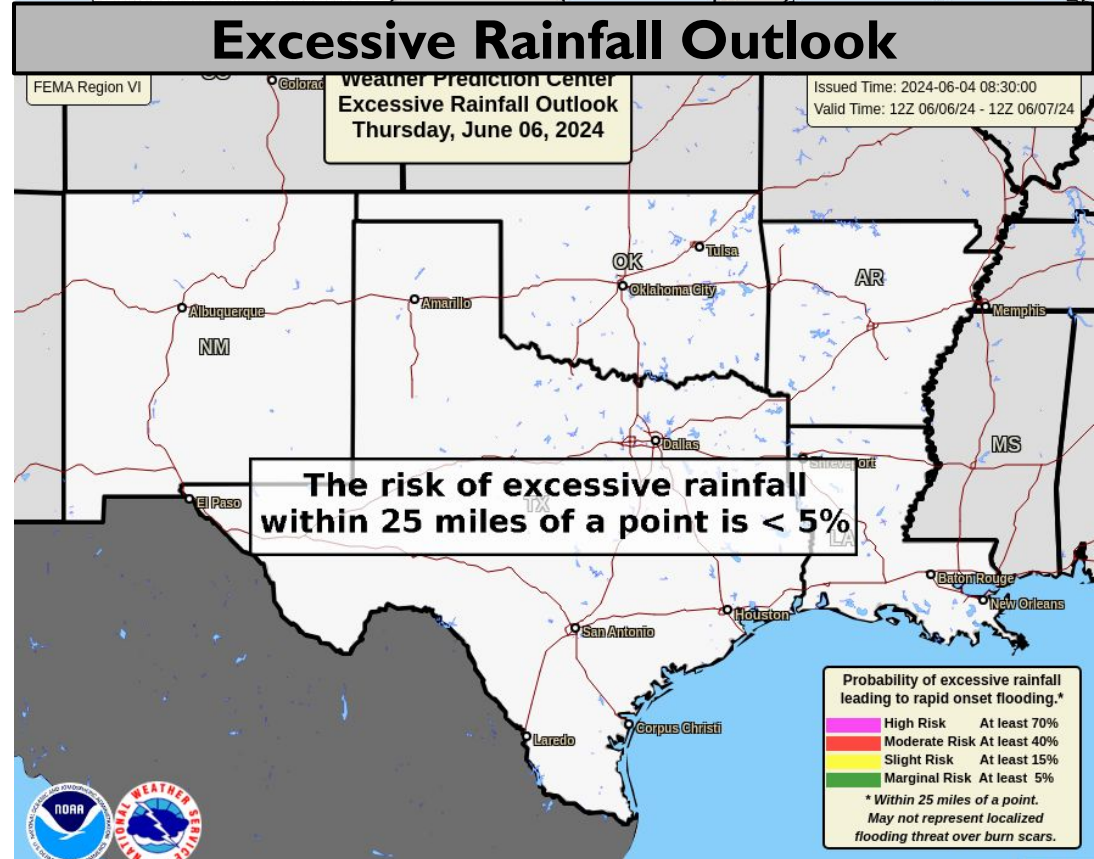 Excessive Rainfall Outlook
FEMA Region VI
Weather Prediction Center
Excessive Rainfall Outlook
Thursday, June 06, 2024
Issued Time: 2024-06-04 08:30:00
Valid Time: 12Z 06/06/24 - 12Z 06/07/24
Tulsa
OK
Oklahoma City
AR
Amarillo
Albuquerque
Memphis
NM
Dallas
MS
Shreveport
The risk of excessive rainfall
El Paso
TX
within 25 miles of a point is < 5%
LA
Baton Rouge
New Orleans
Houston
San Antonio
Corpus Christi
Laredo
Probability of excessive rainfall
leading to rapid onset flooding.*
High Risk At least 70%
Moderate Risk At least 40%
Slight Risk At least 15%
Marginal Risk At least 5%
* Within 25 miles of a point.
May not represent localized
flooding threat over burn scars.
NOAA
NATIONAL WEATHER SERVICE